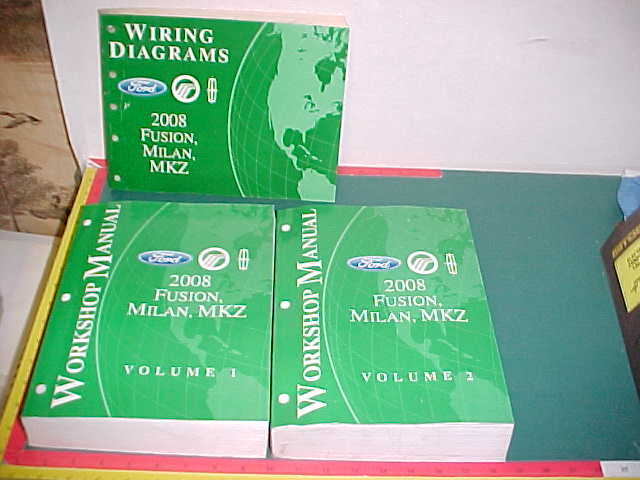 WIRING
DIAGRAMS
Ford
2008
FUSION,
MILAN,
MKZ
WORKSHOP MANUAL
Ford
2008
FUSION,
MILAN, MKZ
VOLUME 1
WORKSHOP MANUAL
Ford
2008
FUSION,
MILAN, MKZ
VOLUME 2